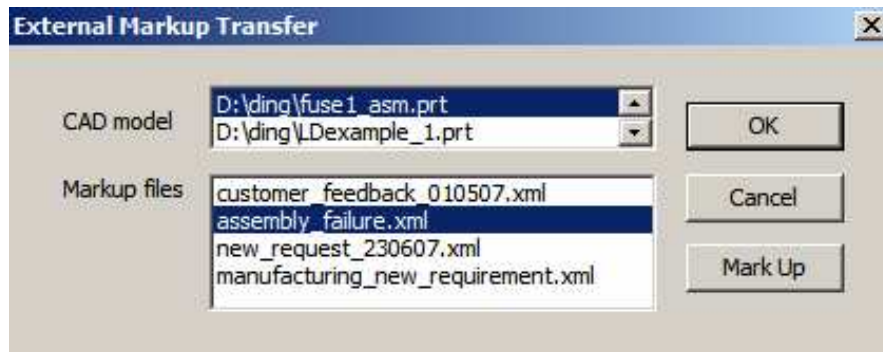 External Markup Transfer
CAD model
D:\ding\fuse1_asm.prt
D:\ding\LDexample_1.prt
OK
Markup files
customer_feedback_010507.xml
assembly_failure.xml
new_request_230607.xml
manufacturing_new_requirement.xml
Cancel
Mark Up